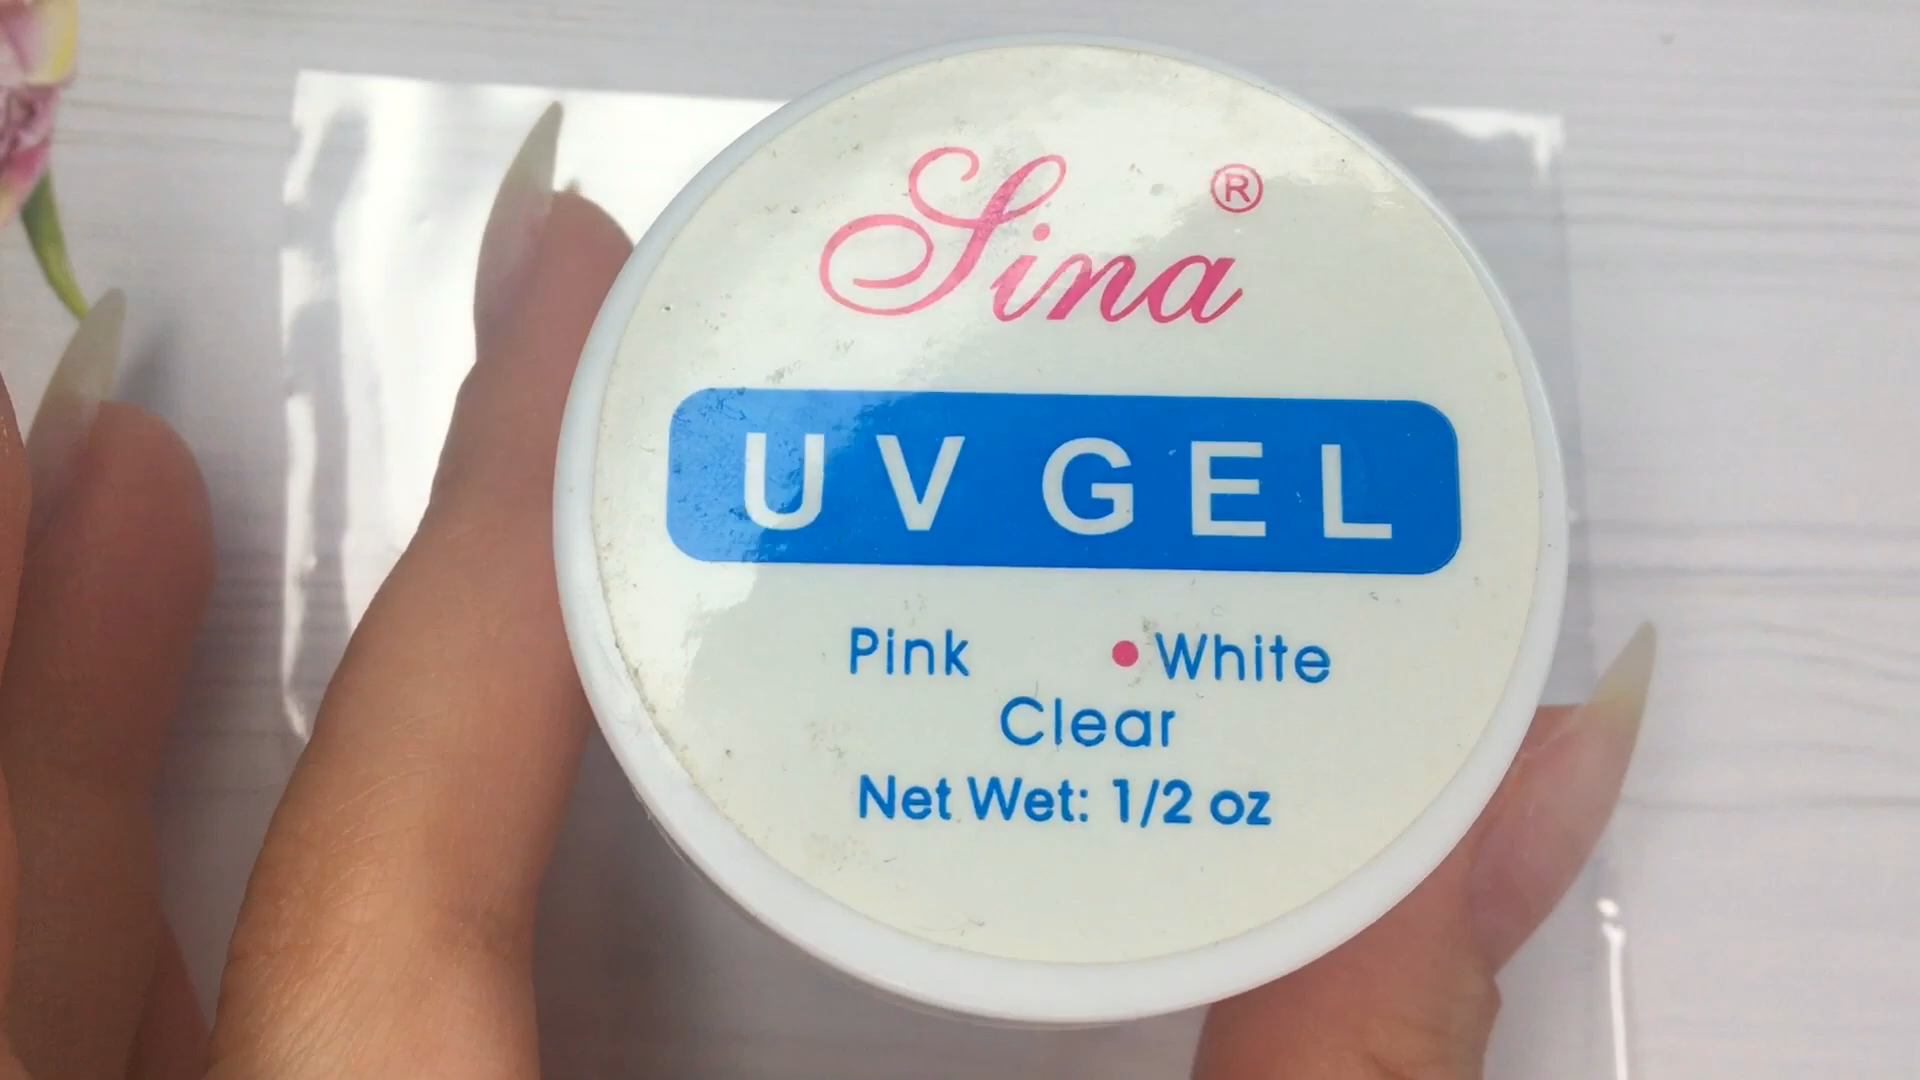 Sina ®
UV GEL
Pink • White
Clear
Net Wet: 1/2 oz